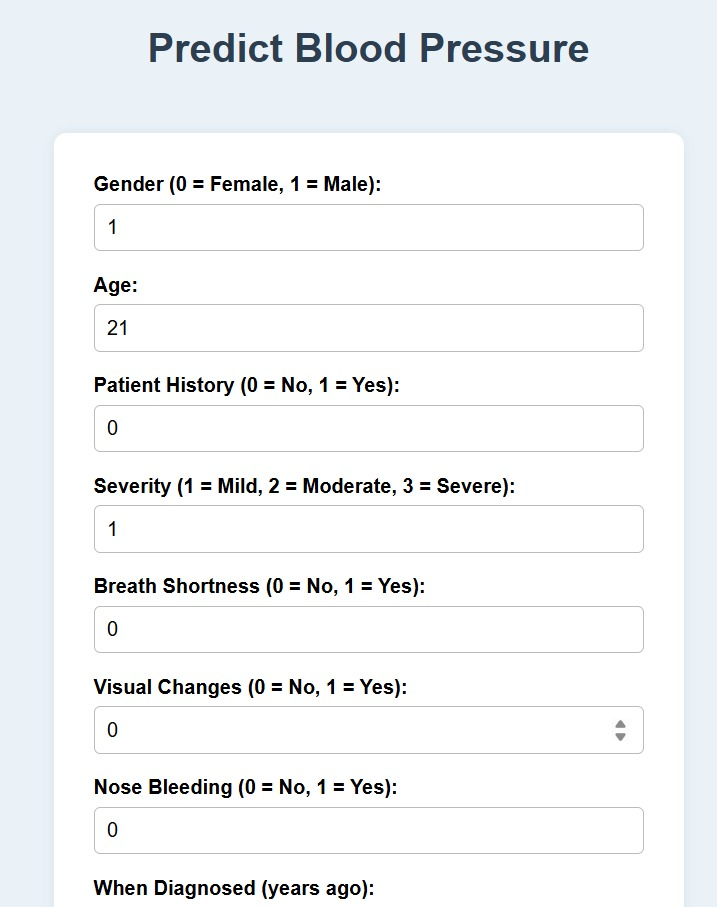 Predict Blood Pressure
Gender (0 = Female, 1 = Male):
1
Age:
21
Patient History (0 = No, 1 = Yes):
0
Severity (1 = Mild, 2 = Moderate, 3 = Severe):
1
Breath Shortness (0 = No, 1 = Yes):
0
Visual Changes (0 = No, 1 = Yes):
0
Nose Bleeding (0 = No, 1 = Yes):
0
When Diagnosed (years ago):